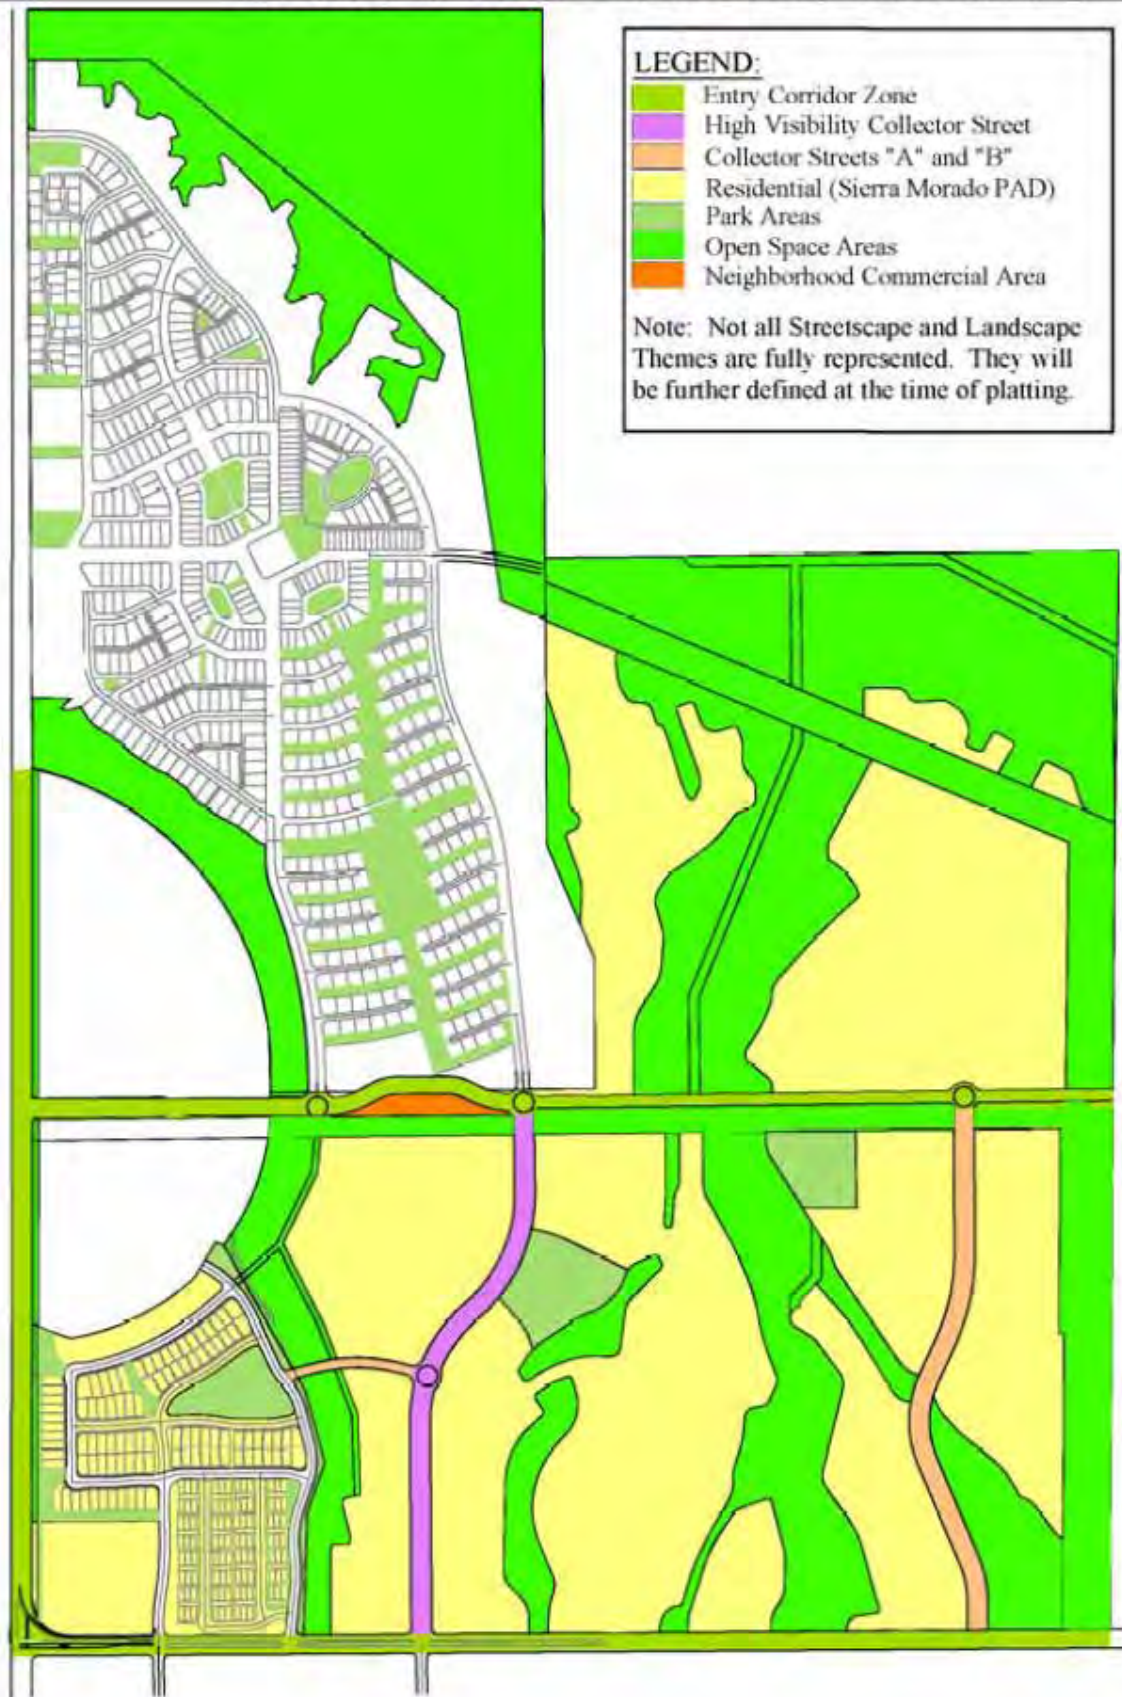 LEGEND:
Entry Corridor Zone
High Visibility Collector Street
Collector Streets "A" and "B"
Residential (Sierra Morado PAD)
Park Areas
Open Space Areas
Neighborhood Commercial Area
Note: Not all Streetscape and Landscape
Themes are fully represented. They will
be further defined at the time of platting.